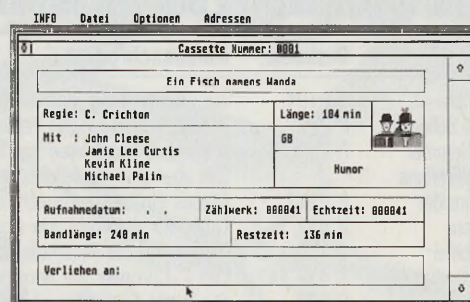 INFO Datei Optionen Adressen
Cassette Nummer: 0001
Ein Fisch namens Wanda
Regie: C. Crichton Länge: 104 min
Mit : John Cleese GB
Jamie Lee Curtis
Kevin Kline Humor
Michael Palin
Aufnahmedatum: . . Zählwerk: 000041 Echtzeit: 000041
Bandlänge: 240 min Restzeit: 136 min
Verliehen an: